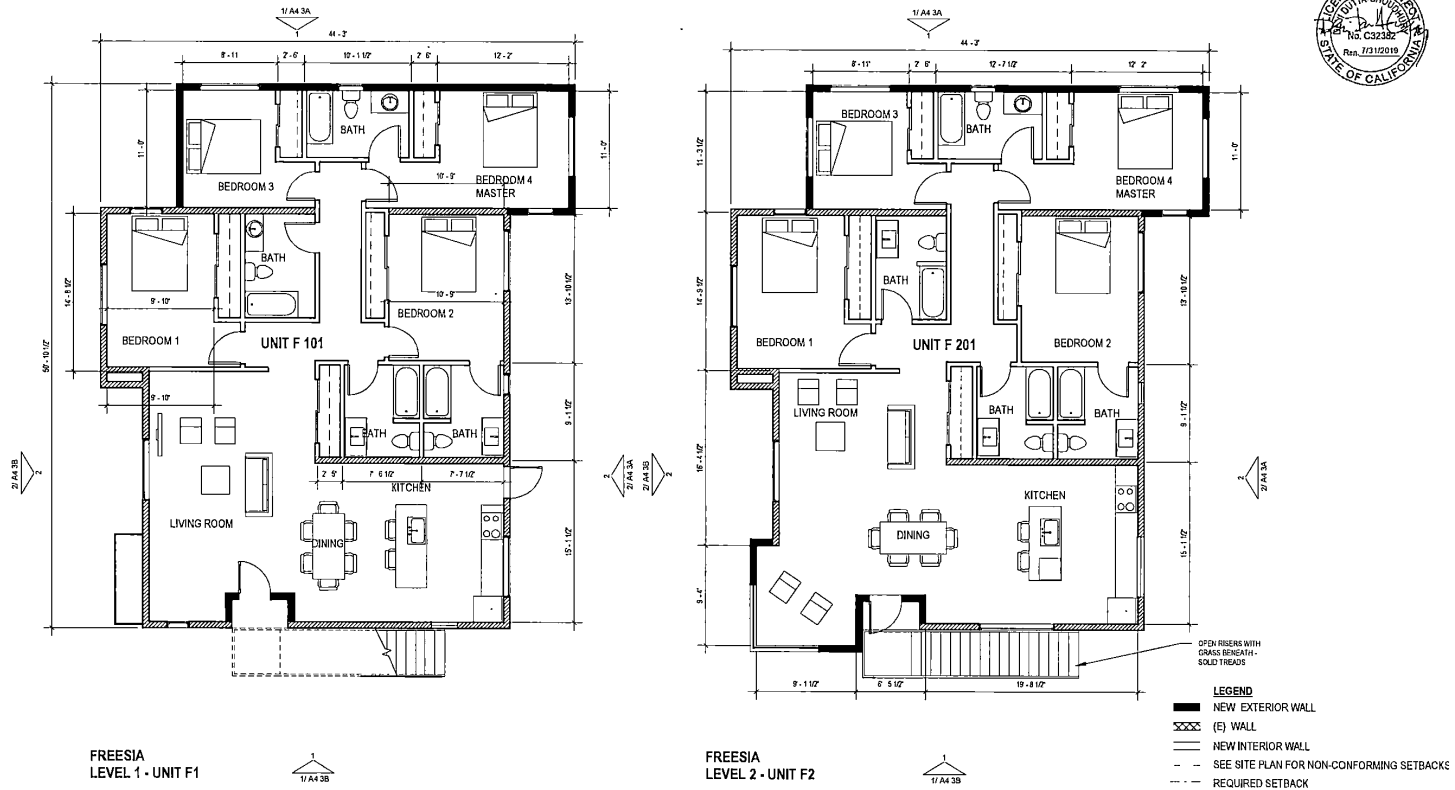 1/ A4 3A
1
44'- 3"
8'- 11
2'- 6'
10'- 1 1/2"
2' 6'
12'- 2"
11'- 0"
BATH
BEDROOM 3
10'- 9"
BEDROOM 4
MASTER
11'- 0"
50'- 10 1/2"
14'- 8 1/2"
BATH
9'- 10"
10'- 9"
BEDROOM 2
13'- 10 1/2"
BEDROOM 1
UNIT F 101
9'- 10"
BATH
BATH
9'- 1 1/2"
2/ A4 3B
2
2' 5"
7' 6 1/2"
7'- 7 1/2"
KITCHEN
LIVING ROOM
DINING
15'- 1 1/2"
2
2/ A4 3A
FREESIA
LEVEL 1 - UNIT F1
1
1/ A4 3B
1/ A4 3A
1
44'- 3"
8'- 11"
2' 6"
12'- 7 1/2"
12' 2"
BEDROOM 3
BATH
11'- 3 1/2"
11'- 0"
BEDROOM 4
MASTER
14'- 9 1/2"
BATH
13'- 10 1/2"
BEDROOM 1
UNIT F 201
BEDROOM 2
LIVING ROOM
BATH
BATH
9'- 1 1/2"
16'- 4 1/2"
2/ A4 3B
2
KITCHEN
DINING
2
2/ A4 3A
15'- 1 1/2"
9'- 4"
9'- 1 1/2"
6' 5 1/2"
19'- 8 1/2"
OPEN RISERS WITH
GRASS BENEATH -
SOLID TREADS
FREESIA
LEVEL 2 - UNIT F2
1
1/ A4 3B
LEGEND
NEW EXTERIOR WALL
(E) WALL
NEW INTERIOR WALL
SEE SITE PLAN FOR NON-CONFORMING SETBACKS
REQUIRED SETBACK
No. C32382
Ren. 7/31/2019
STATE OF CALIFORNIA